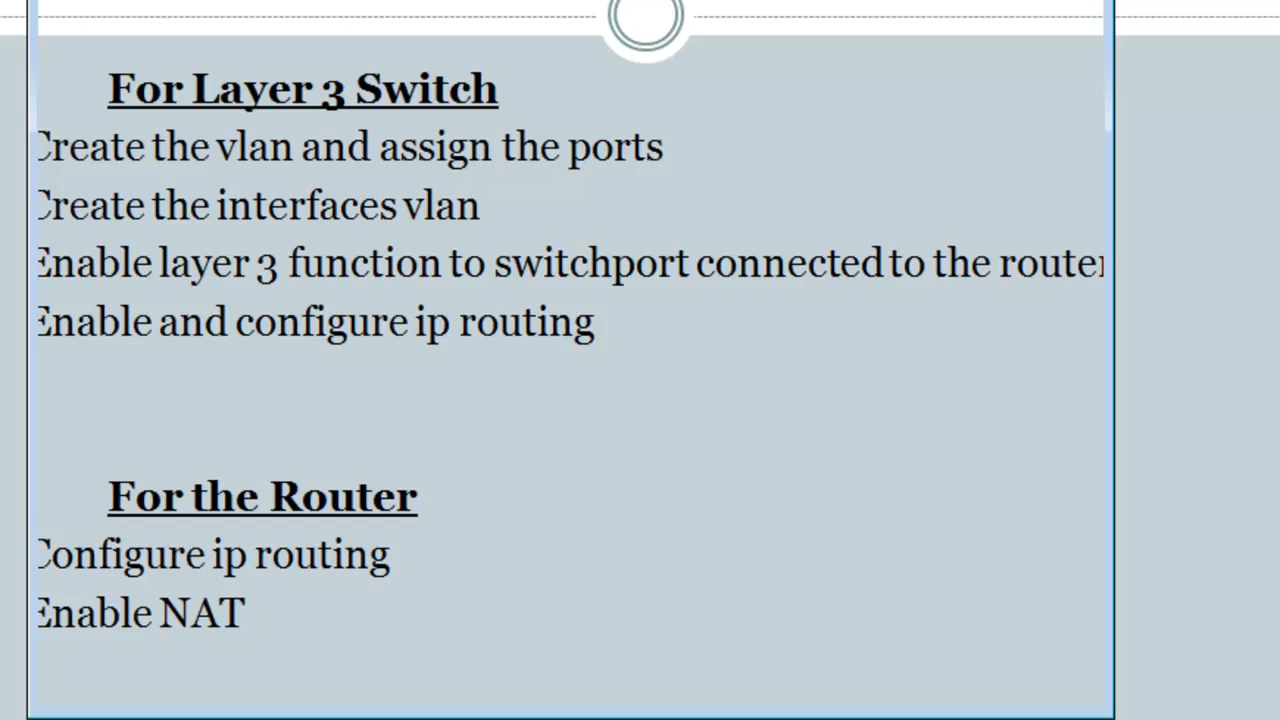 For Layer 3 Switch
Create the vlan and assign the ports
Create the interfaces vlan
Enable layer 3 function to switchport connected to the router
Enable and configure ip routing
For the Router
Configure ip routing
Enable NAT